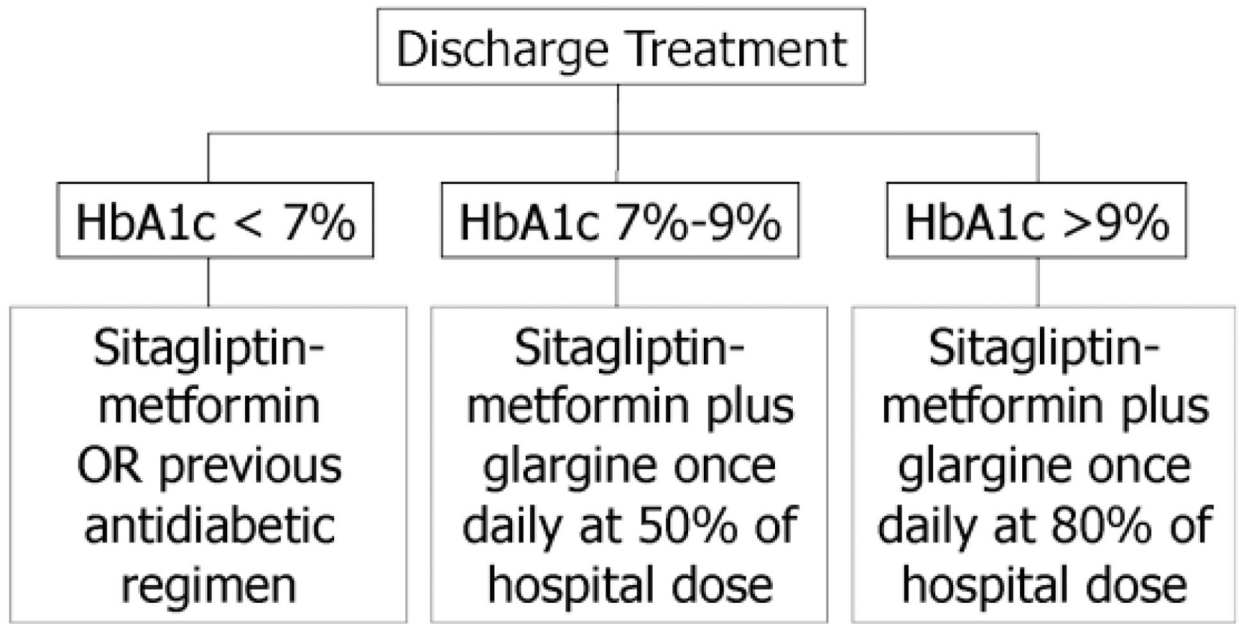 Discharge Treatment
HbA1c < 7%
HbA1c 7%-9%
HbA1c >9%
Sitagliptin-
metformin
OR previous
antidiabetic
regimen
Sitagliptin-
metformin plus
glargine once
daily at 50% of
hospital dose
Sitagliptin-
metformin plus
glargine once
daily at 80% of
hospital dose